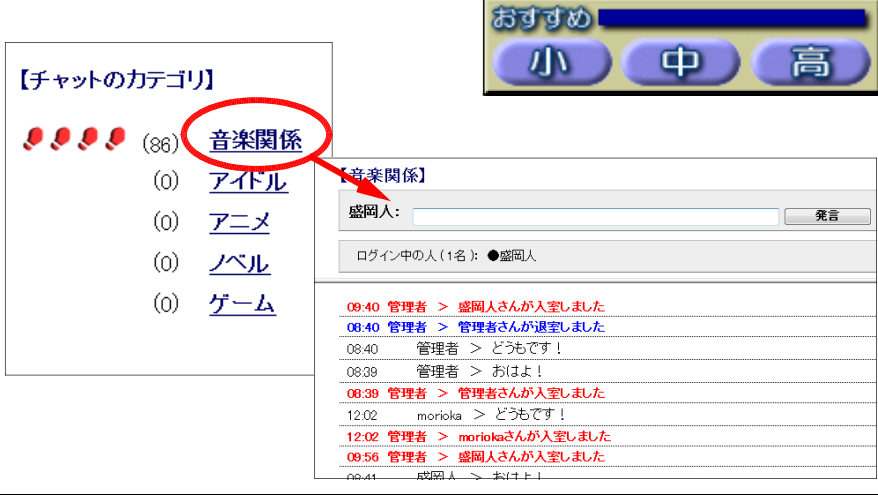 おすすめ
小 中 高
【チャットのカテゴリ】
(86) 音楽関係
(0) アイドル
(0) アニメ
(0) ノベル
(0) ゲーム
【音楽関係】
盛岡人: 発言
ログイン中の人(1名): ●盛岡人
09:40 管理者 > 盛岡人さんが入室しました
08:40 管理者 > 管理者さんが退室しました
08:40 管理者 > どうもです！
08:39 管理者 > おはよ！
08:39 管理者 > 管理者さんが入室しました
12:02 morioka > どうもです！
12:02 管理者 > moriokaさんが入室しました
09:56 管理者 > 盛岡人さんが入室しました
08:41 盛岡人 > おはよ！